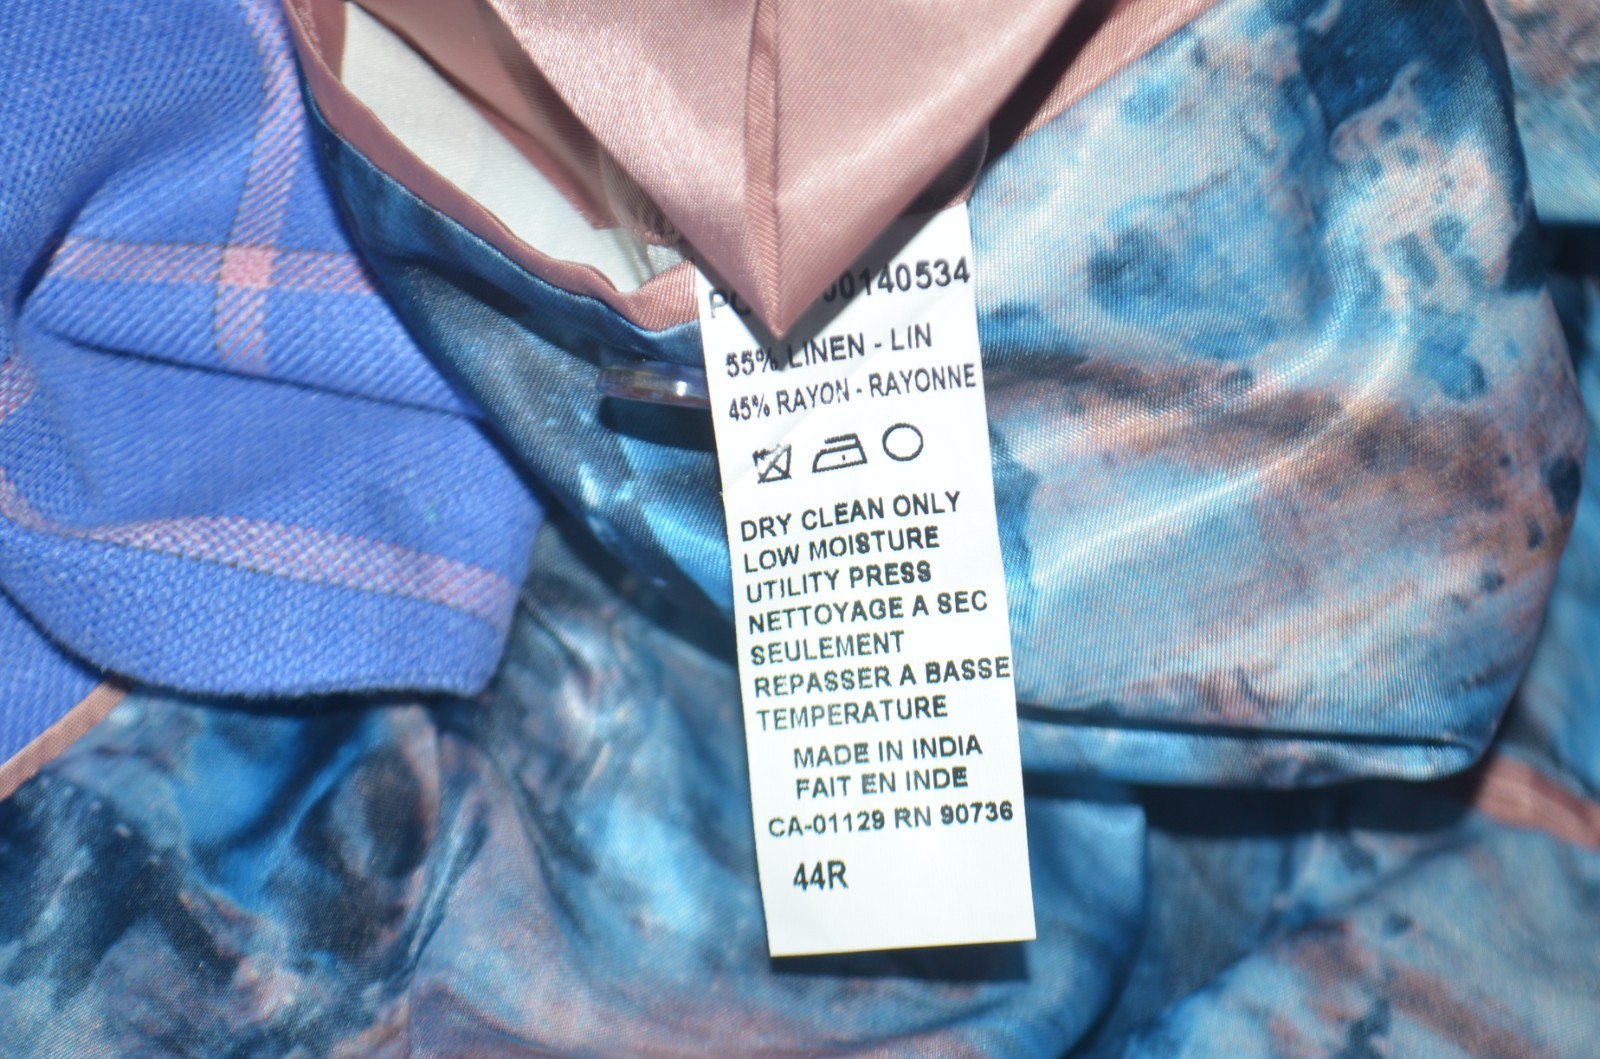 00140534
55% LINEN - LIN
45% RAYON - RAYONNE
DRY CLEAN ONLY
LOW MOISTURE
UTILITY PRESS
NETTOYAGE A SEC
SEULEMENT
REPASSER A BASSE
TEMPERATURE
MADE IN INDIA
FAIT EN INDE
CA-01129 RN 90736
44R